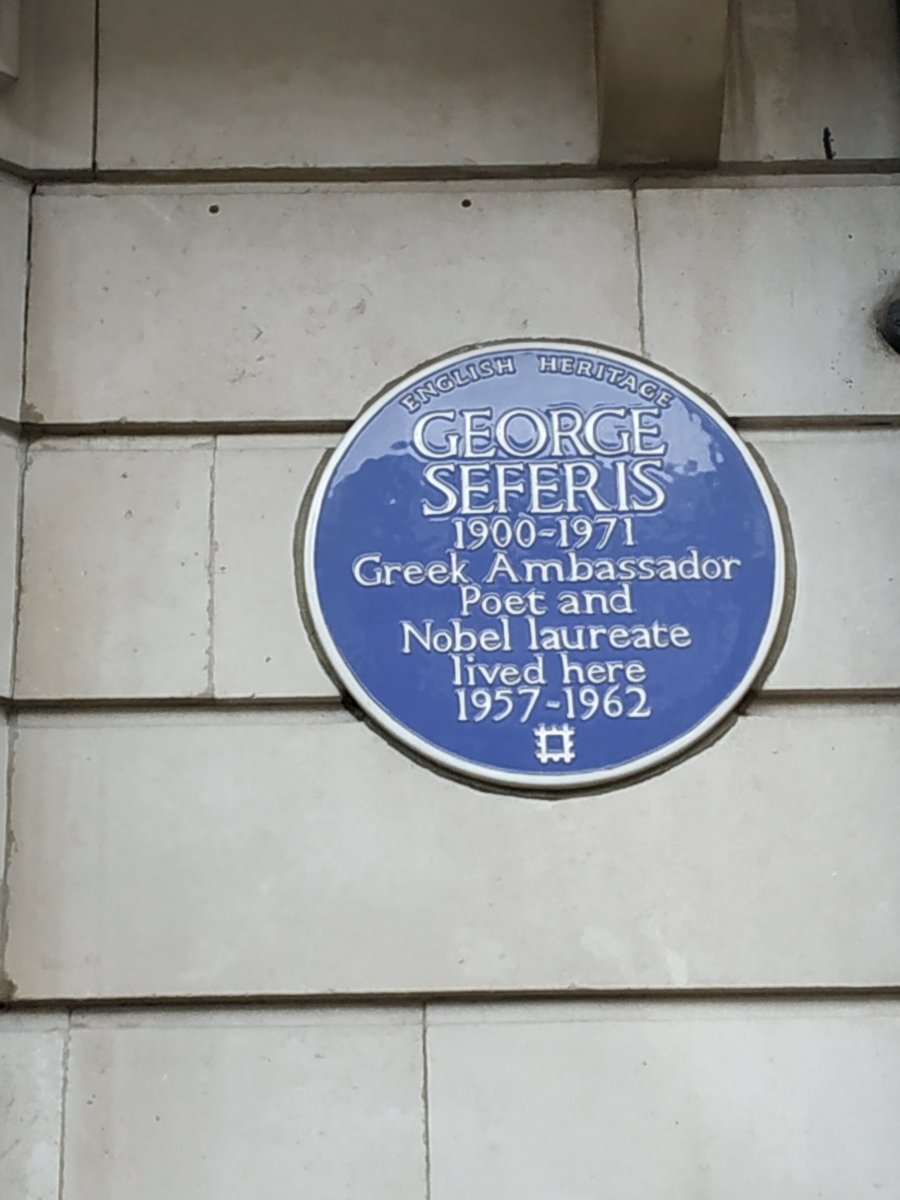 ENGLISH HERITAGE
GEORGE
SEFERIS
1900-1971
Greek Ambassador
Poet and
Nobel laureate
lived here
1957-1962